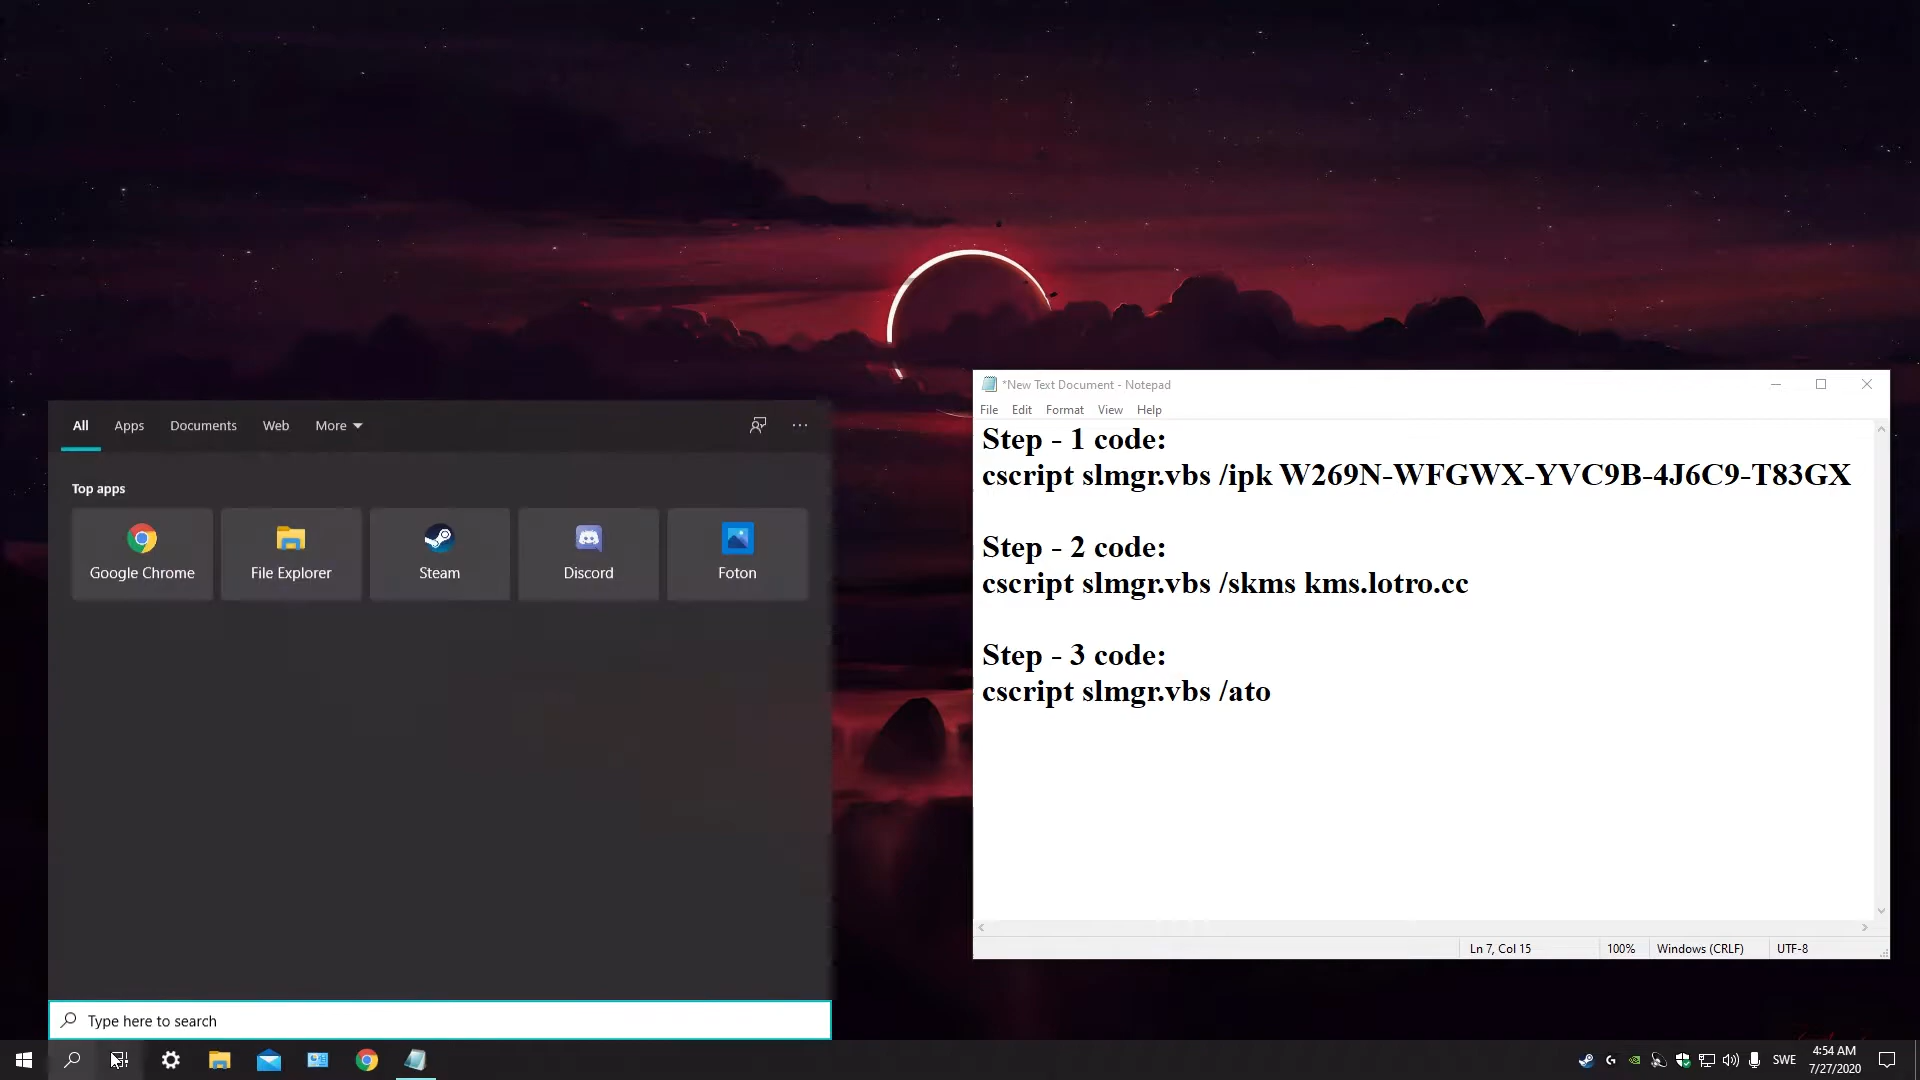 All
Apps
Documents
Web
More
Top apps
Google Chrome
File Explorer
Steam
Discord
Foton
Type here to search
*New Text Document - Notepad
File Edit Format View Help
Step - 1 code:
cscript slmgr.vbs /ipk W269N-WFGWX-YVC9B-4J6C9-T83GX
Step - 2 code:
cscript slmgr.vbs /skms kms.lotro.cc
Step - 3 code:
cscript slmgr.vbs /ato
Ln 7, Col 15
100%
Windows (CRLF)
UTF-8
SWE
4:54 AM
7/27/2020